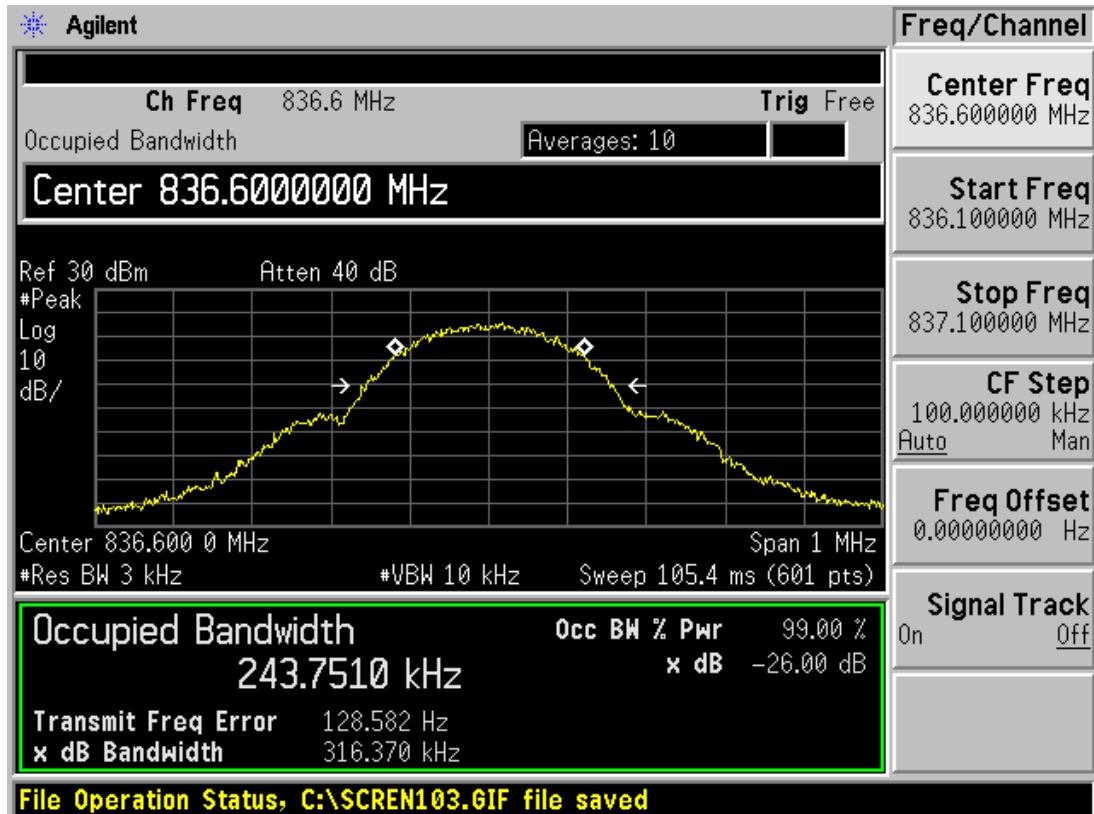 Agilent
Freq/Channel
Ch Freq 836.6 MHz Trig Free
Occupied Bandwidth Averages: 10
Center 836.6000000 MHz
Ref 30 dBm Atten 40 dB
#Peak
Log
10
dB/
Center 836.600 0 MHz Span 1 MHz
#Res BW 3 kHz #VBW 10 kHz Sweep 105.4 ms (601 pts)
Occupied Bandwidth Occ BW % Pwr 99.00 %
243.7510 kHz x dB -26.00 dB
Transmit Freq Error 128.582 Hz
x dB Bandwidth 316.370 kHz
File Operation Status, C:\SCREN103.GIF file saved
Center Freq
836.600000 MHz
Start Freq
836.100000 MHz
Stop Freq
837.100000 MHz
CF Step
100.000000 kHz
Auto Man
Freq Offset
0.00000000 Hz
Signal Track
On Off